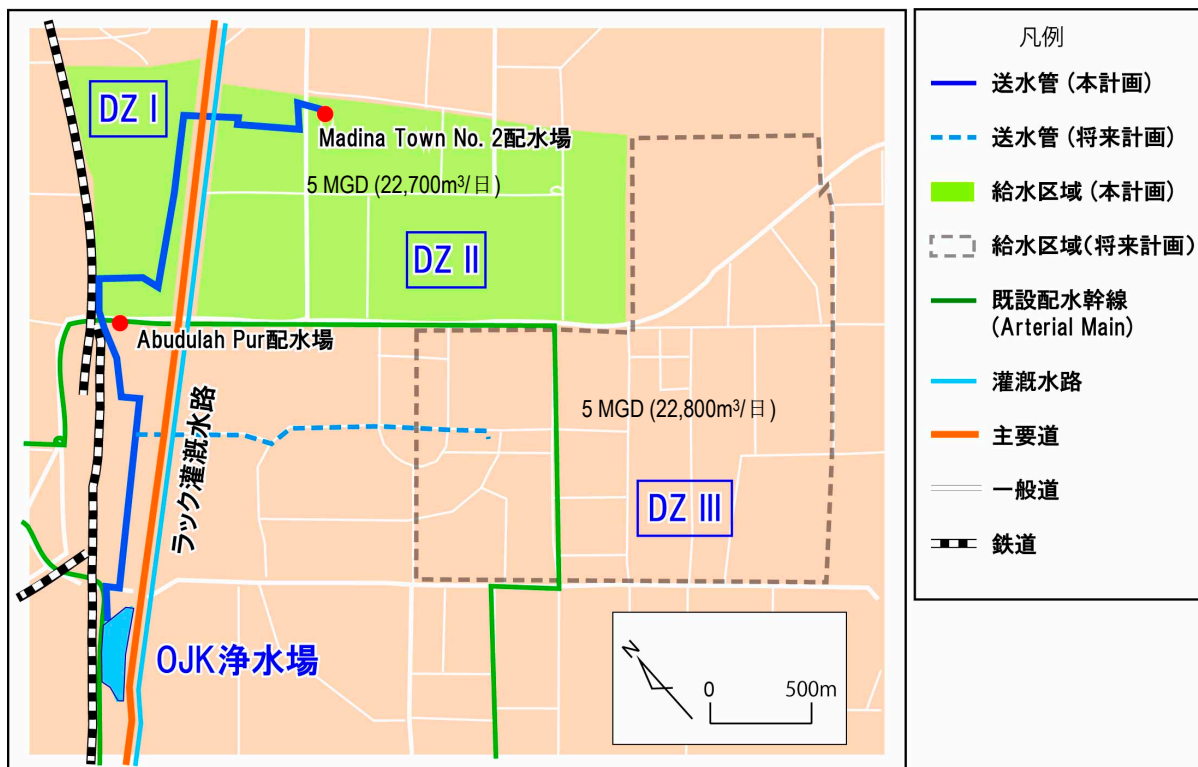 DZ I
Madina Town No. 2配水場
5 MGD (22,700m³/日)
DZ II
Abudulah Pur配水場
ラック灌漑水路
5 MGD (22,800m³/日)
DZ III
OJK浄水場
N
0 500m
凡例
送水管 (本計画)
送水管 (将来計画)
給水区域 (本計画)
給水区域(将来計画)
既設配水幹線
(Arterial Main)
灌漑水路
主要道
一般道
鉄道